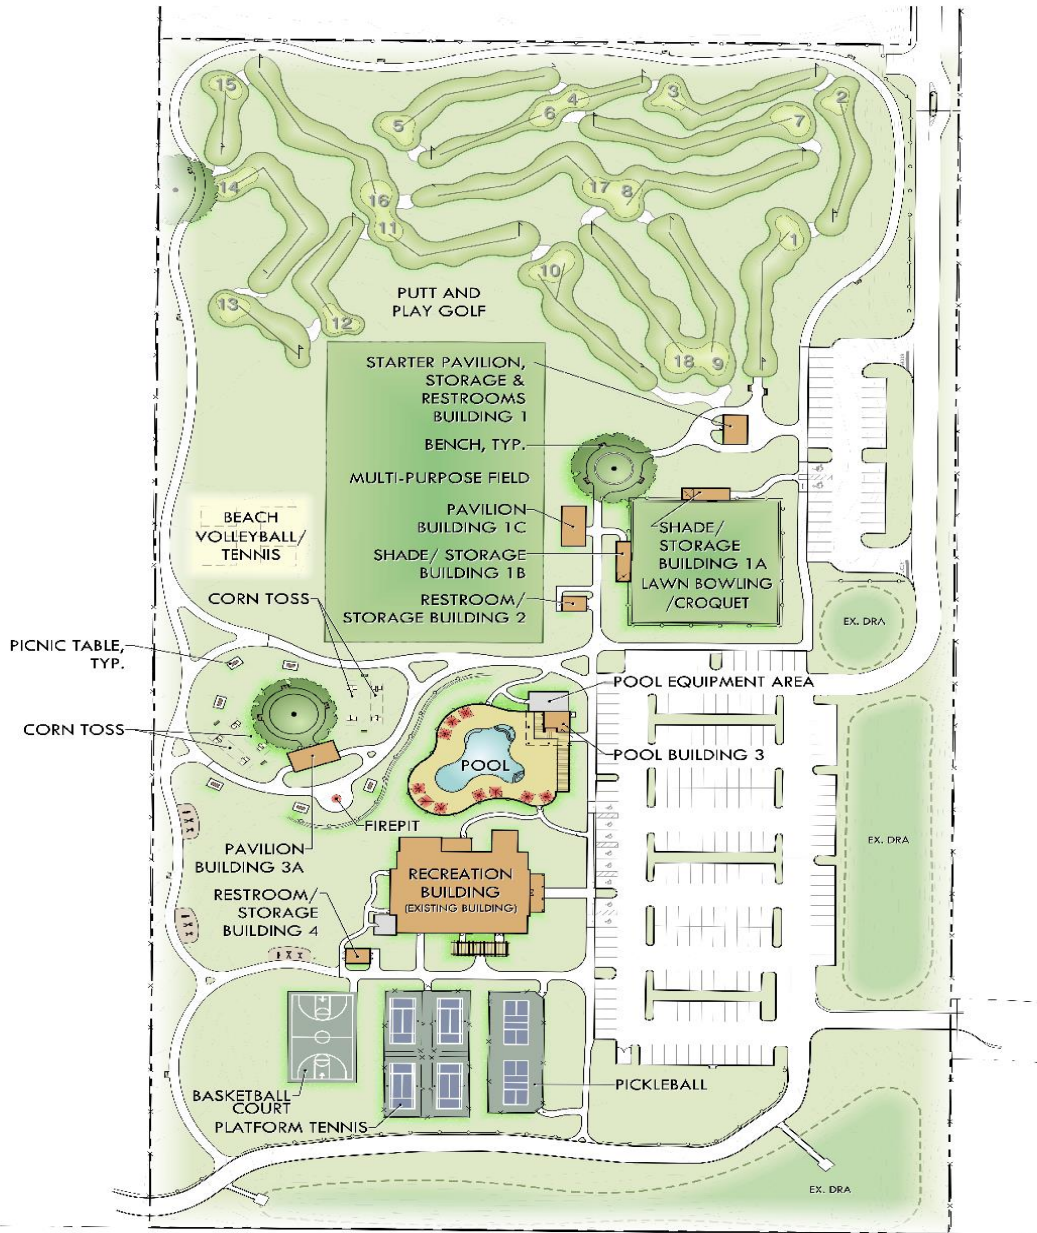 15
5
4
6
3
2
7
14
16
11
17
8
1
10
13
12
18
9
PUTT AND
PLAY GOLF
STARTER PAVILION,
STORAGE &
RESTROOMS
BUILDING 1
BENCH, TYP.
MULTI-PURPOSE FIELD
PAVILION
BUILDING 1C
SHADE/ STORAGE
BUILDING 1B
RESTROOM/
STORAGE BUILDING 2
SHADE/
STORAGE
BUILDING 1A
LAWN BOWLING
/CROQUET
BEACH
VOLLEYBALL/
TENNIS
CORN TOSS
EX. DRA
PICNIC TABLE,
TYP.
CORN TOSS
POOL EQUIPMENT AREA
POOL BUILDING 3
POOL
FIREPIT
EX. DRA
PAVILION
BUILDING 3A
RECREATION
BUILDING
(EXISTING BUILDING)
RESTROOM/
STORAGE
BUILDING 4
PICKLEBALL
BASKETBALL
COURT
PLATFORM TENNIS
EX. DRA